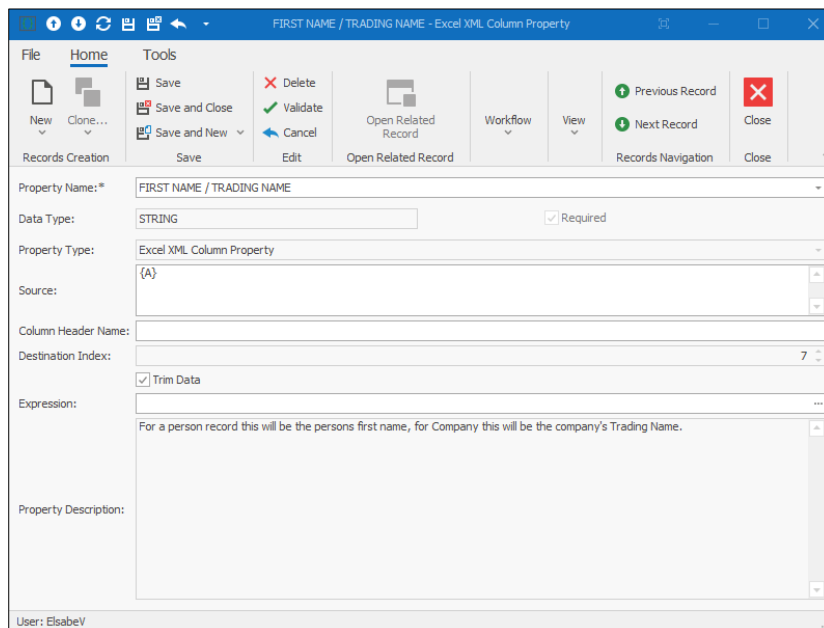 FIRST NAME / TRADING NAME - Excel XML Column Property
File Home Tools
New
Clone...
Records Creation
Save
Save and Close
Save and New
Save
Delete
Validate
Cancel
Edit
Open Related
Record
Open Related Record
Workflow
View
Previous Record
Next Record
Records Navigation
Close
Close
Property Name:* FIRST NAME / TRADING NAME
Data Type: STRING Required
Property Type: Excel XML Column Property
Source: {A}
Column Header Name:
Destination Index: 7
Trim Data
Expression: ...
Property Description: For a person record this will be the persons first name, for Company this will be the company's Trading Name.
User: ElsabeV